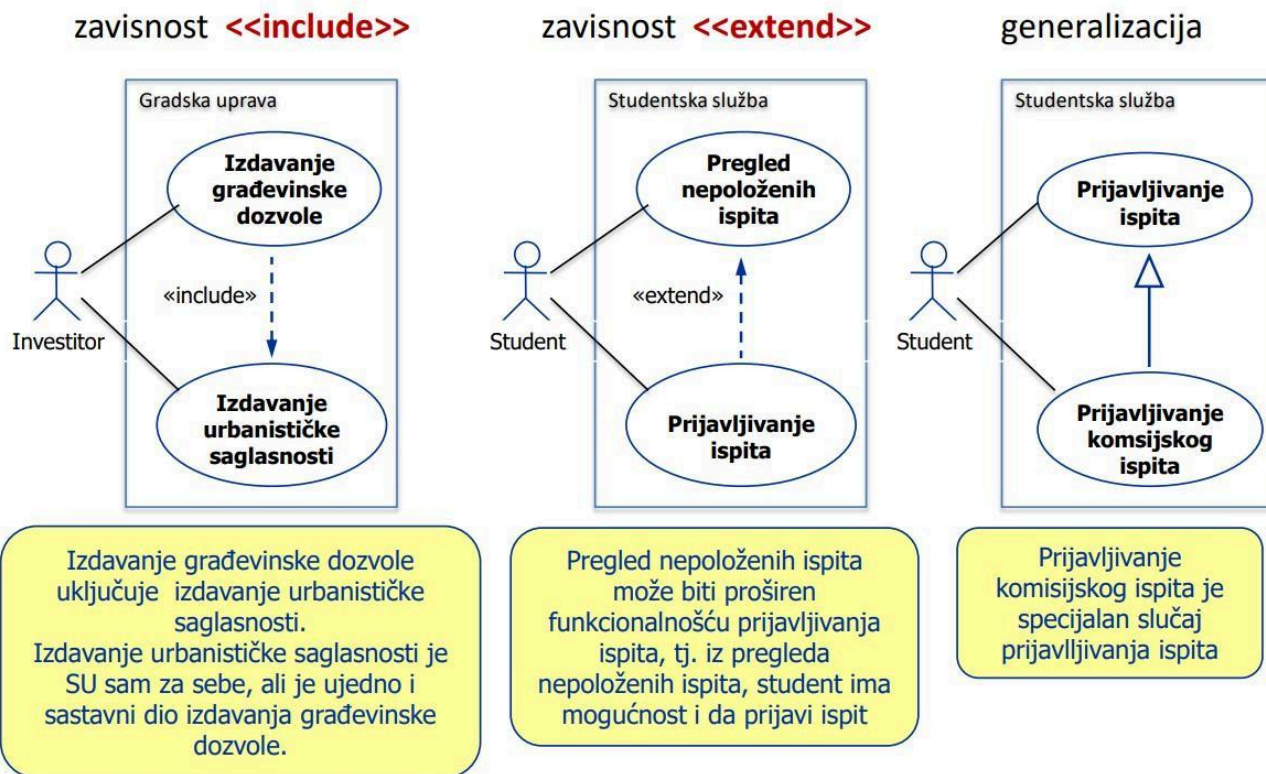 zavisnost <<include>>
Gradska uprava
Izdavanje
građevinske
dozvole
«include»
Investitor
Izdavanje
urbanističke
saglasnosti
Izdavanje građevinske dozvole
uključuje izdavanje urbanističke
saglasnosti.
Izdavanje urbanističke saglasnosti je
SU sam za sebe, ali je ujedno i
sastavni dio izdavanja građevinske
dozvole.
zavisnost <<extend>>
Studentska služba
Pregled
nepoloženih
ispita
«extend»
Student
Prijavljivanje
ispita
Pregled nepoloženih ispita
može biti proširen
funkcionalnošću prijavljivanja
ispita, tj. iz pregleda
nepoloženih ispita, student ima
mogućnost i da prijavi ispit
generalizacija
Studentska služba
Prijavljivanje
ispita
Student
Prijavljivanje
komsijskog
ispita
Prijavljivanje
komisijskog ispita je
specijalan slučaj
prijavlljivanja ispita